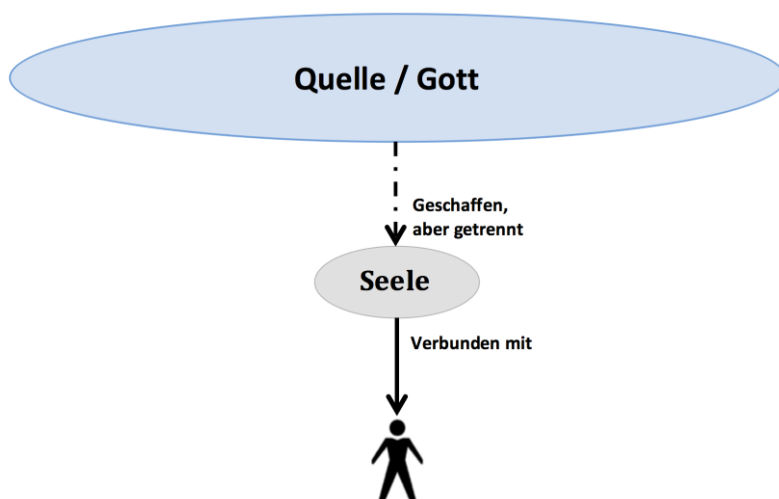 Quelle / Gott
Geschaffen,
aber getrennt
Seele
Verbunden mit